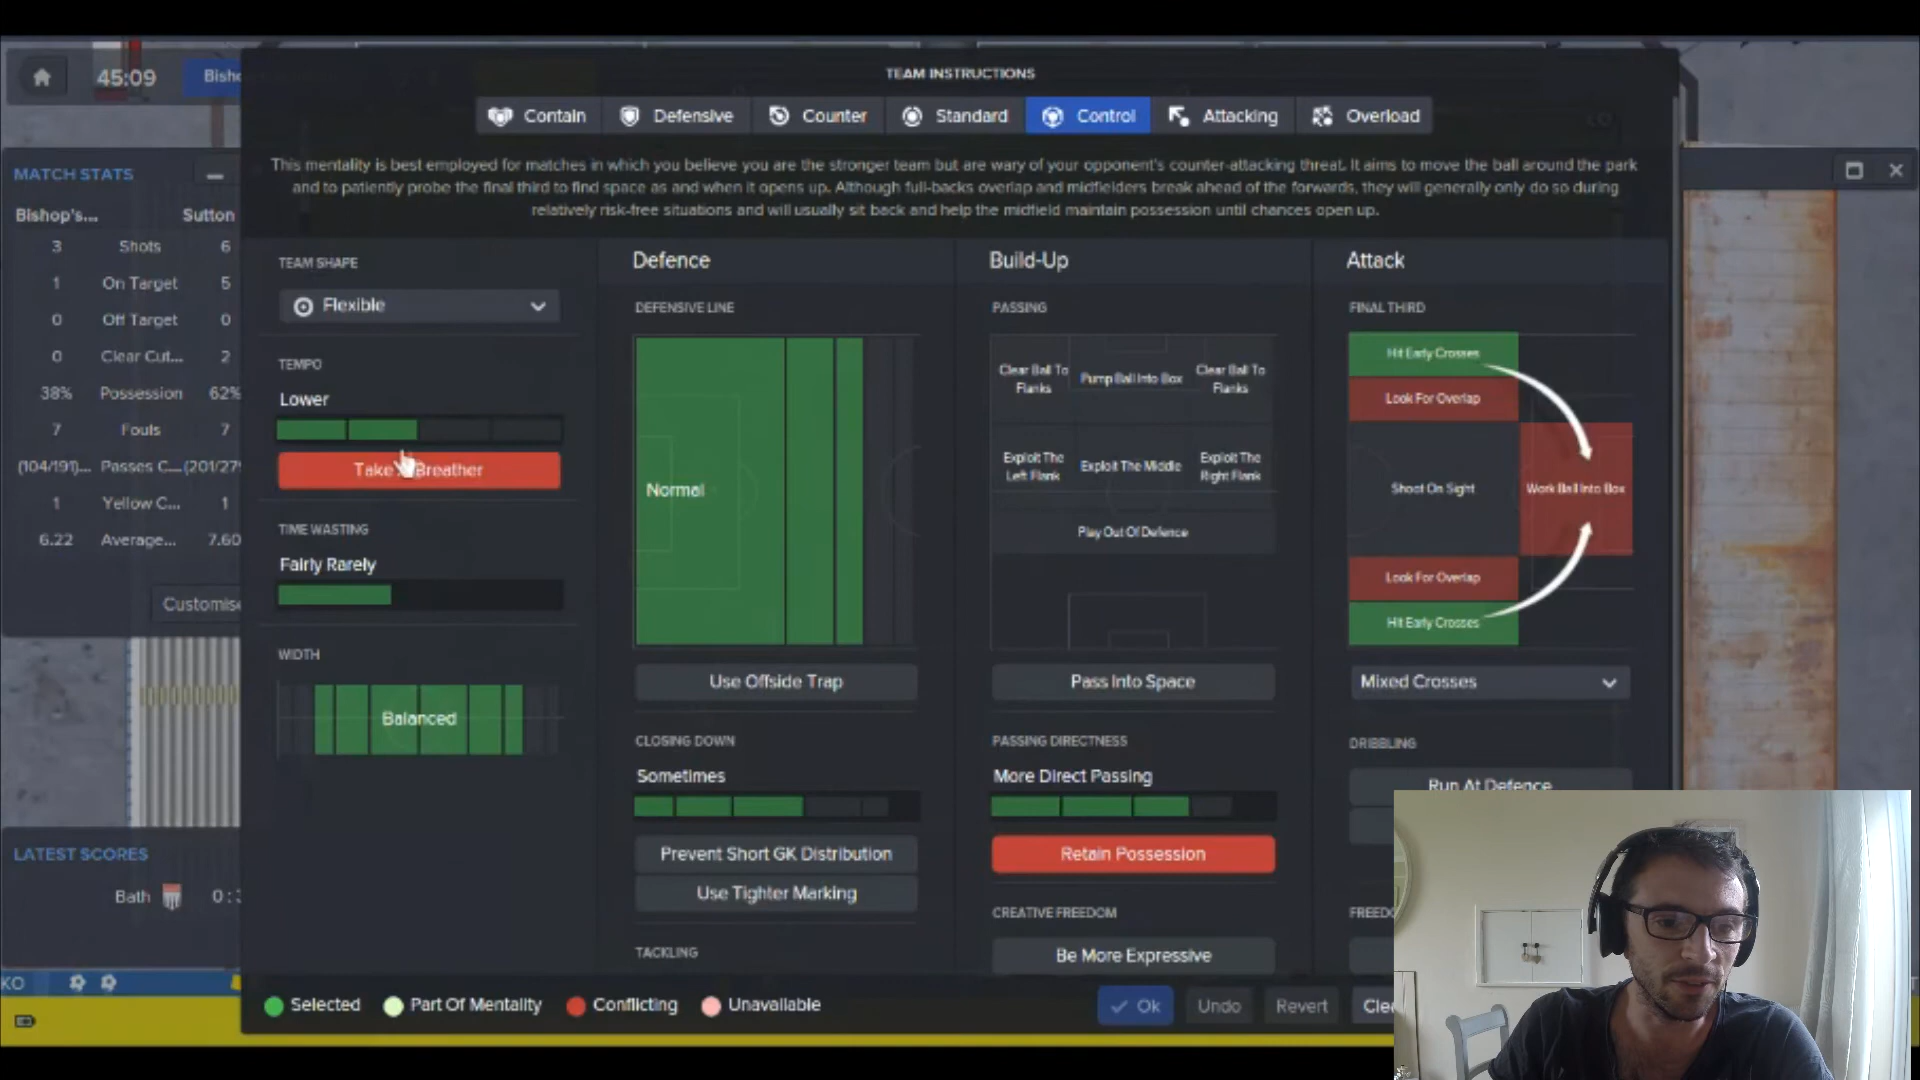 TEAM INSTRUCTIONS
45:09
Contain Defensive Counter Standard Control Attacking Overload
This mentality is best employed for matches in which you believe you are the stronger team but are wary of your opponent's counter-attacking threat. It aims to move the ball around the park
and to patiently probe the final third to find space as and when it opens up. Although full-backs overlap and midfielders break ahead of the forwards, they will generally only do so during
relatively risk-free situations and will usually sit back and help the midfield maintain possession until chances open up.
MATCH STATS
Bishop's... Sutton
3 Shots 6
1 On Target 5
0 Off Target 0
0 Clear Cut... 2
38% Possession 62%
7 Fouls 7
(104/191)... Passes C...(201/27
1 Yellow C... 1
6.22 Average... 7.60
LATEST SCORES
Bath 0 :
KO
TEAM SHAPE
Flexible
TEMPO
Lower
Take Breather
TIME WASTING
Fairly Rarely
WIDTH
Balanced
Defence
DEFENSIVE LINE
Normal
Use Offside Trap
CLOSING DOWN
Sometimes
Prevent Short GK Distribution
Use Tighter Marking
TACKLING
Build-Up
PASSING
Clear Ball To
Flanks
Pump Ball Into Box
Clear Ball To
Flanks
Exploit The
Left Flank
Exploit The Middle
Exploit The
Right Flank
Play Out Of Defence
Pass Into Space
PASSING DIRECTNESS
More Direct Passing
Retain Possession
CREATIVE FREEDOM
Be More Expressive
Attack
FINAL THIRD
Hit Early Crosses
Look For Overlap
Shoot On Sight
Work Ball Into Box
Look For Overlap
Hit Early Crosses
Mixed Crosses
DRIBBLING
Run At Defence
Selected Part Of Mentality Conflicting Unavailable
Ok Undo Revert